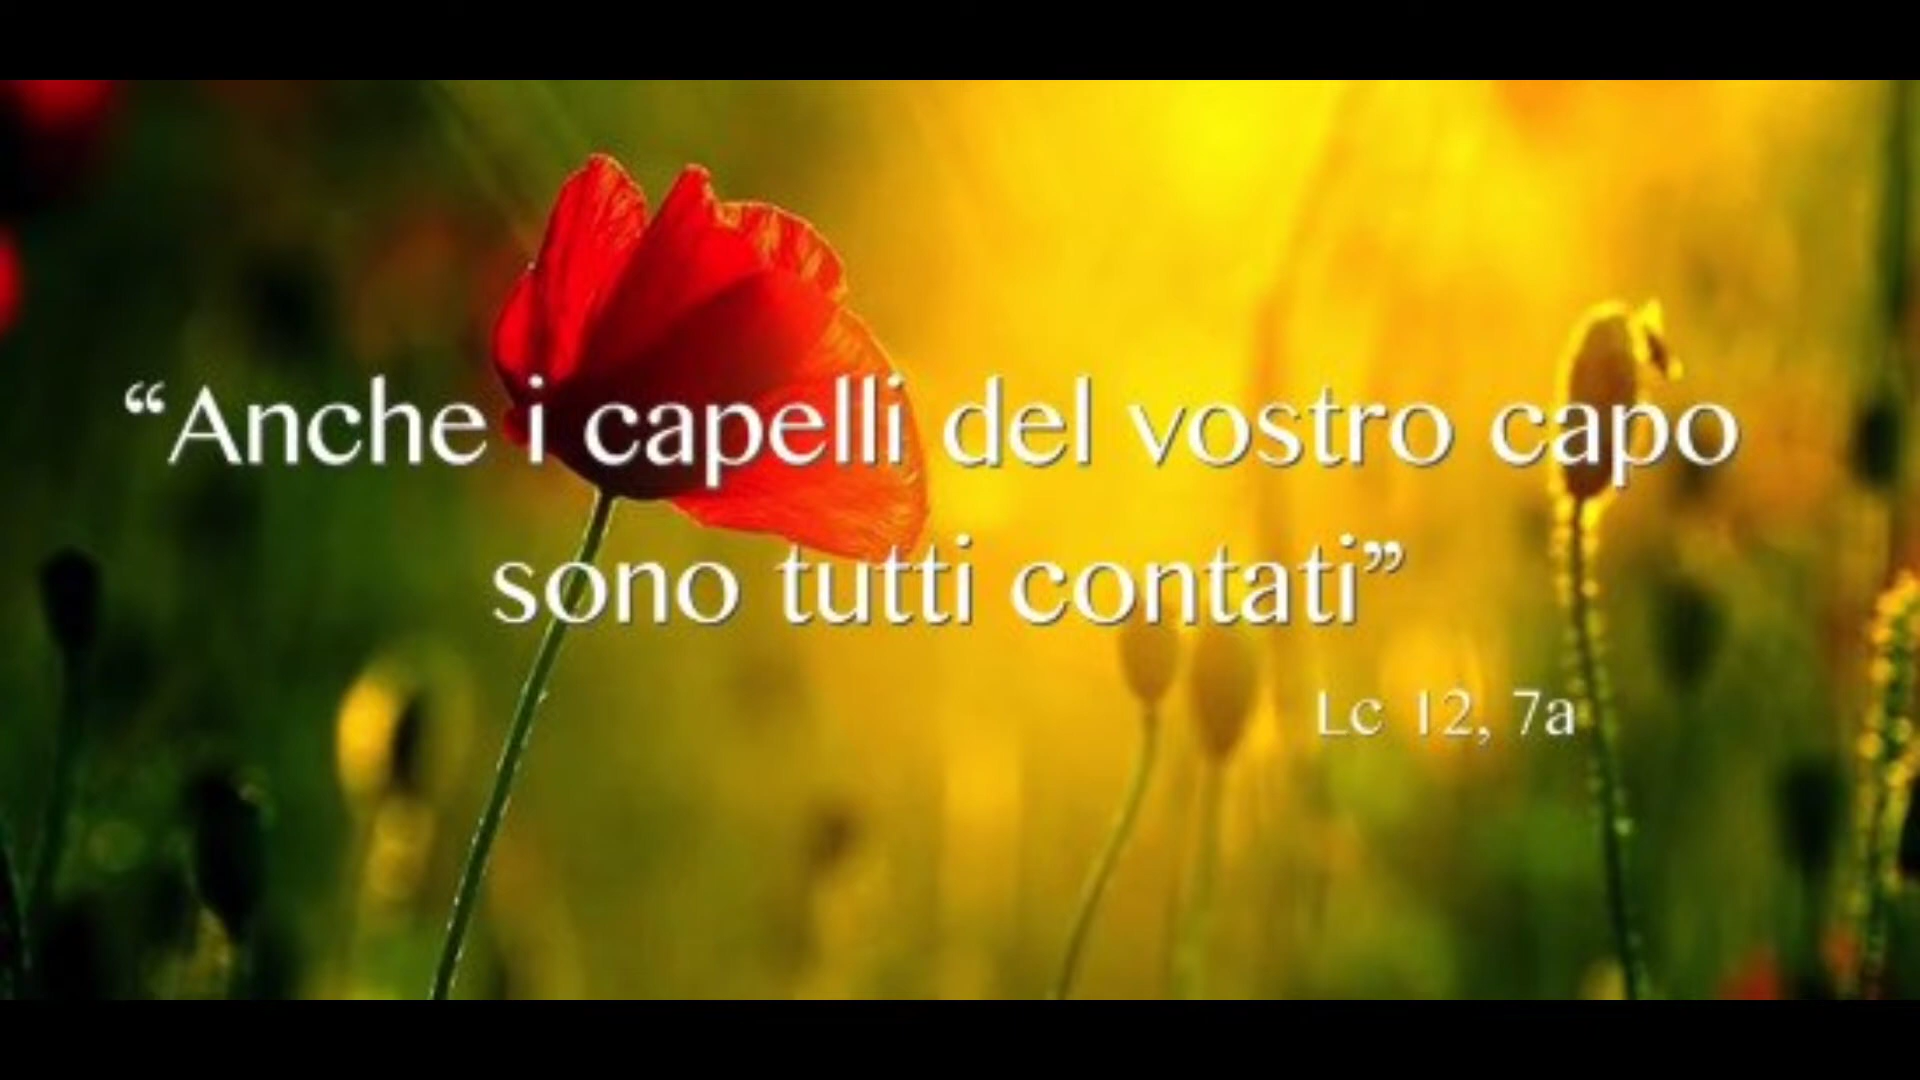 “Anche i capelli del vostro capo
sono tutti contati”
Lc 12, 7a